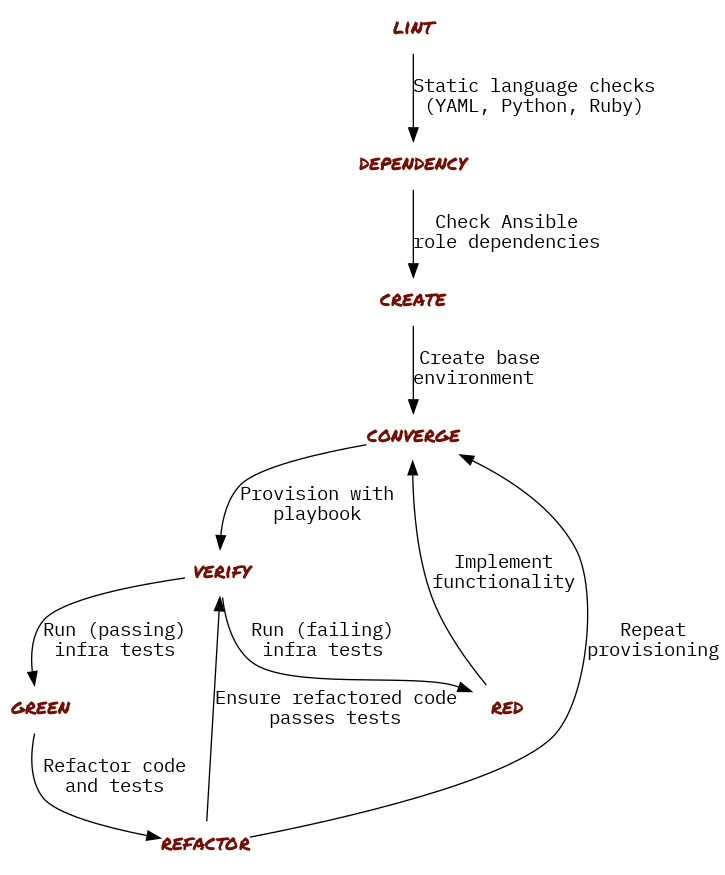 LINT
Static language checks
(YAML, Python, Ruby)
DEPENDENCY
Check Ansible
role dependencies
CREATE
Create base
environment
CONVERGE
Provision with
playbook
Implement
functionality
VERIFY
Run (passing)
infra tests
Run (failing)
infra tests
Repeat
provisioning
Ensure refactored code
passes tests
GREEN
RED
Refactor code
and tests
REFACTOR